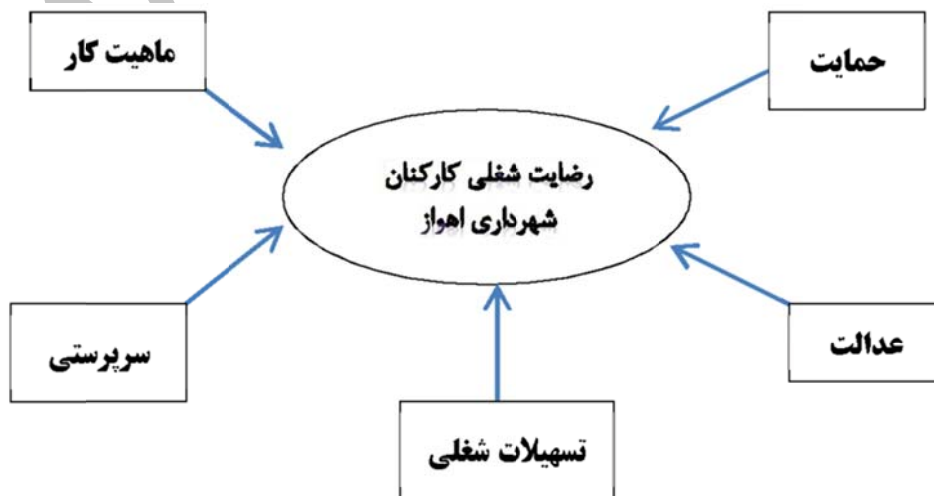 حمایت
ماهیت کار
رضایت شغلی کارکنان
شهرداری اهواز
عدالت
سرپرستی
تسهیلات شغلی